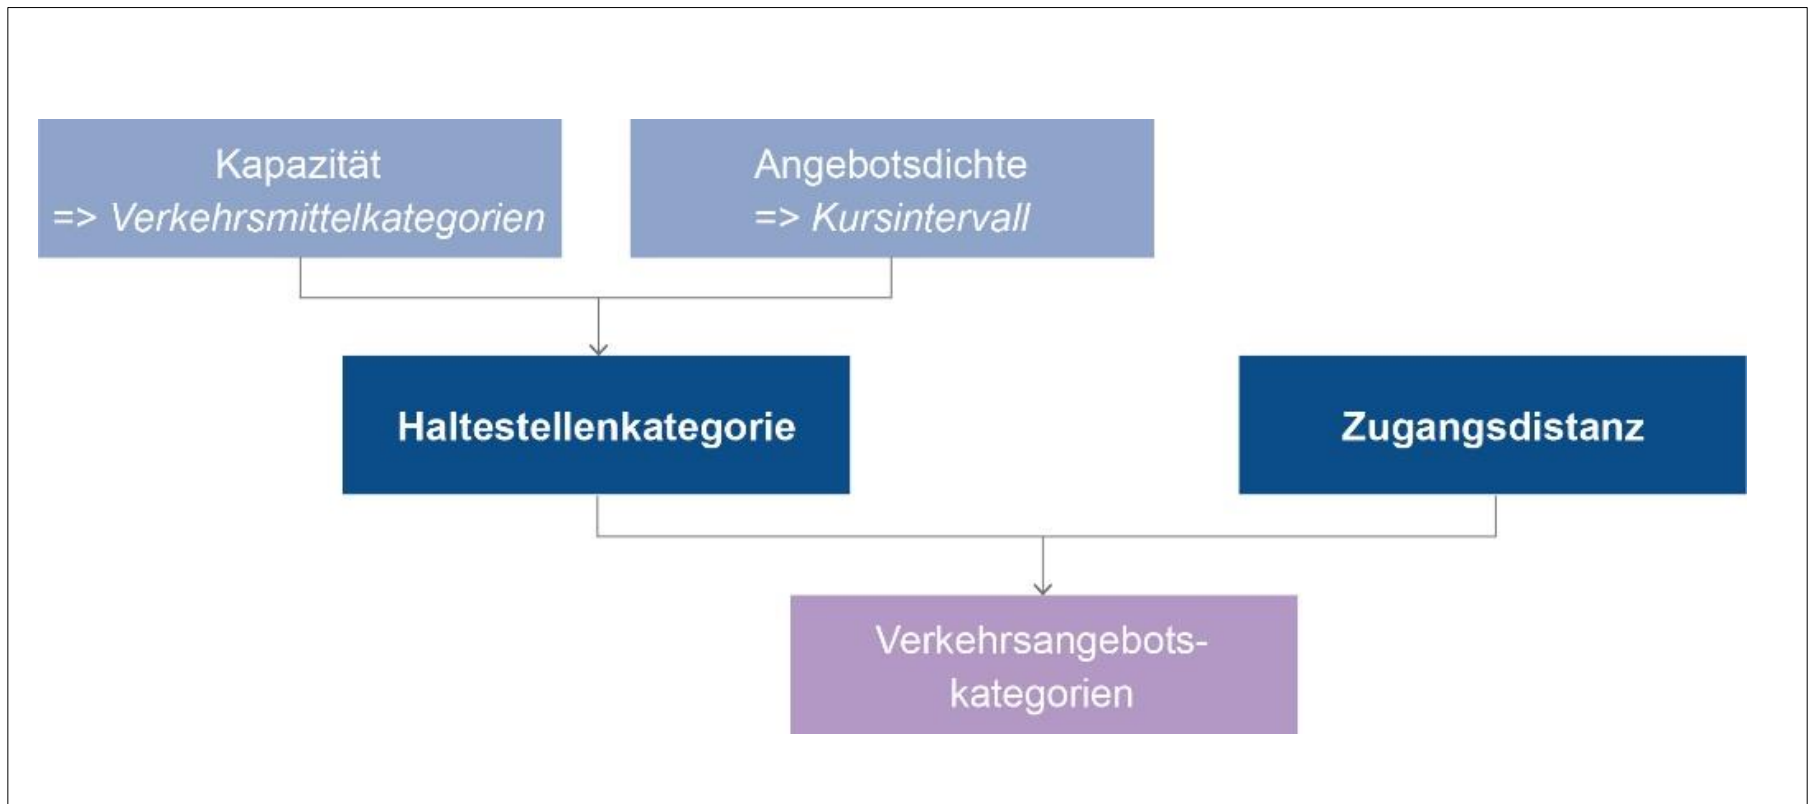 Kapazität
=> Verkehrsmittelkategorien
Angebotsdichte
=> Kursintervall
Haltestellenkategorie
Zugangsdistanz
Verkehrsangebots-
kategorien